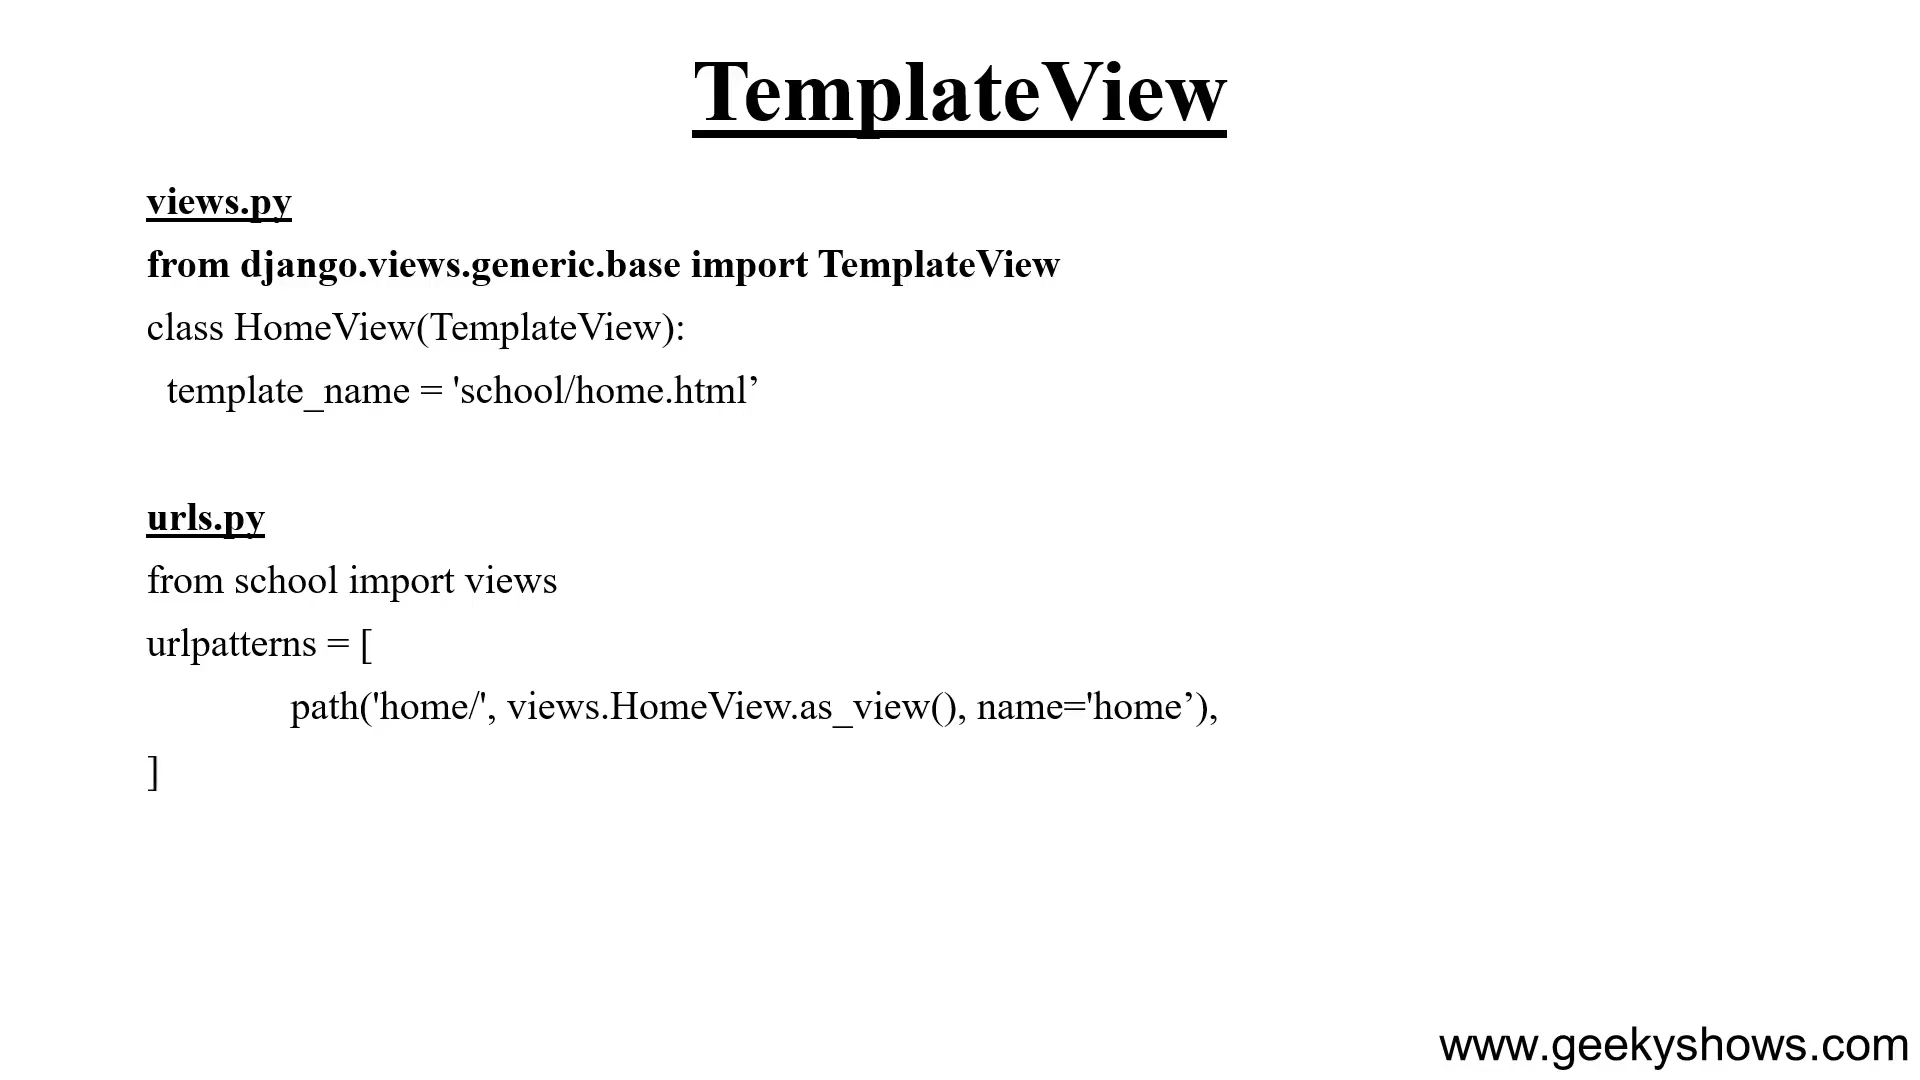 TemplateView
views.py
from django.views.generic.base import TemplateView
class HomeView(TemplateView):
template_name = 'school/home.html’
urls.py
from school import views
urlpatterns = [
path('home/', views.HomeView.as_view(), name='home’),
]
www.geekyshows.com